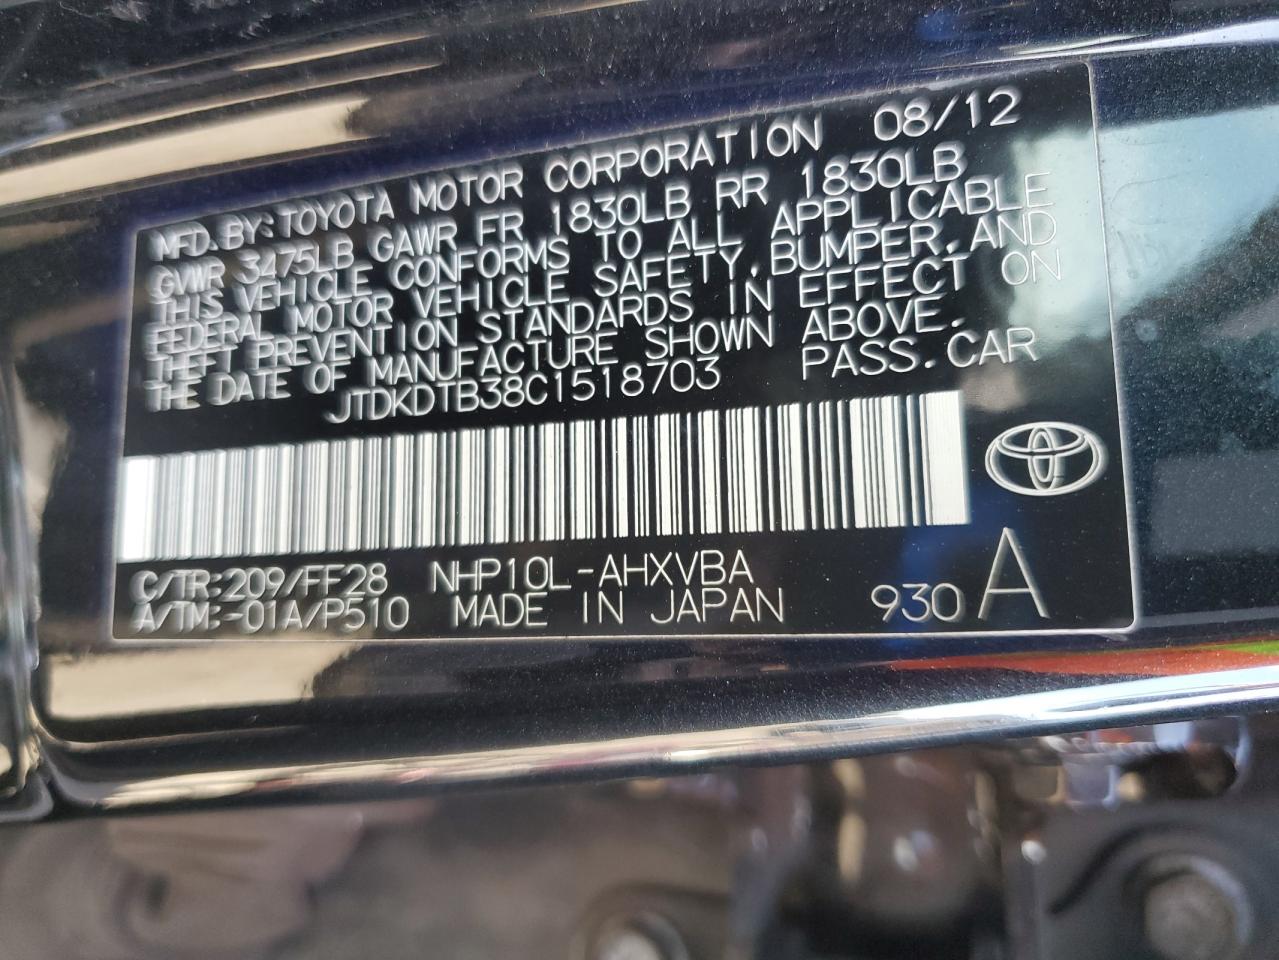 MFD.BY:TOYOTA MOTOR CORPORATION 08/12
GVWR 3475LB GAWR FR 1830LB RR 1830LB
THIS VEHICLE CONFORMS TO ALL APPLICABLE
FEDERAL MOTOR VEHICLE SAFETY,BUMPER,AND
THEFT PREVENTION STANDARDS IN EFFECT ON
THE DATE OF MANUFACTURE SHOWN ABOVE.
JTDKDTB38C1518703 PASS.CAR
C/TR:209/FF28 NHP10L-AHXVBA
A/TM:-01A/P510 MADE IN JAPAN 930 A